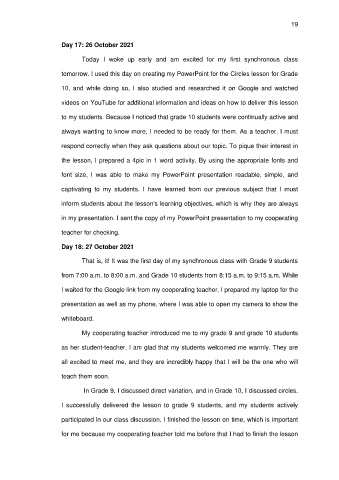 19
Day 17: 26 October 2021
Today I woke up early and am excited for my first synchronous class
tomorrow. I used this day on creating my PowerPoint for the Circles lesson for Grade
10, and while doing so, I also studied and researched it on Google and watched
videos on YouTube for additional information and ideas on how to deliver this lesson
to my students. Because I noticed that grade 10 students were continually active and
always wanting to know more, I needed to be ready for them. As a teacher, I must
respond correctly when they ask questions about our topic. To pique their interest in
the lesson, I prepared a 4pic in 1 word activity. By using the appropriate fonts and
font size, I was able to make my PowerPoint presentation readable, simple, and
captivating to my students. I have learned from our previous subject that I must
inform students about the lesson's learning objectives, which is why they are always
in my presentation. I sent the copy of my PowerPoint presentation to my cooperating
teacher for checking.
Day 18: 27 October 2021
That is, it! It was the first day of my synchronous class with Grade 9 students
from 7:00 a.m. to 8:00 a.m. and Grade 10 students from 8:15 a.m. to 9:15 a.m. While
I waited for the Google link from my cooperating teacher, I prepared my laptop for the
presentation as well as my phone, where I was able to open my camera to show the
whiteboard.
My cooperating teacher introduced me to my grade 9 and grade 10 students
as her student-teacher, I am glad that my students welcomed me warmly. They are
all excited to meet me, and they are incredibly happy that I will be the one who will
teach them soon.
In Grade 9, I discussed direct variation, and in Grade 10, I discussed circles,
I successfully delivered the lesson to grade 9 students, and my students actively
participated in our class discussion. I finished the lesson on time, which is important
for me because my cooperating teacher told me before that I had to finish the lesson